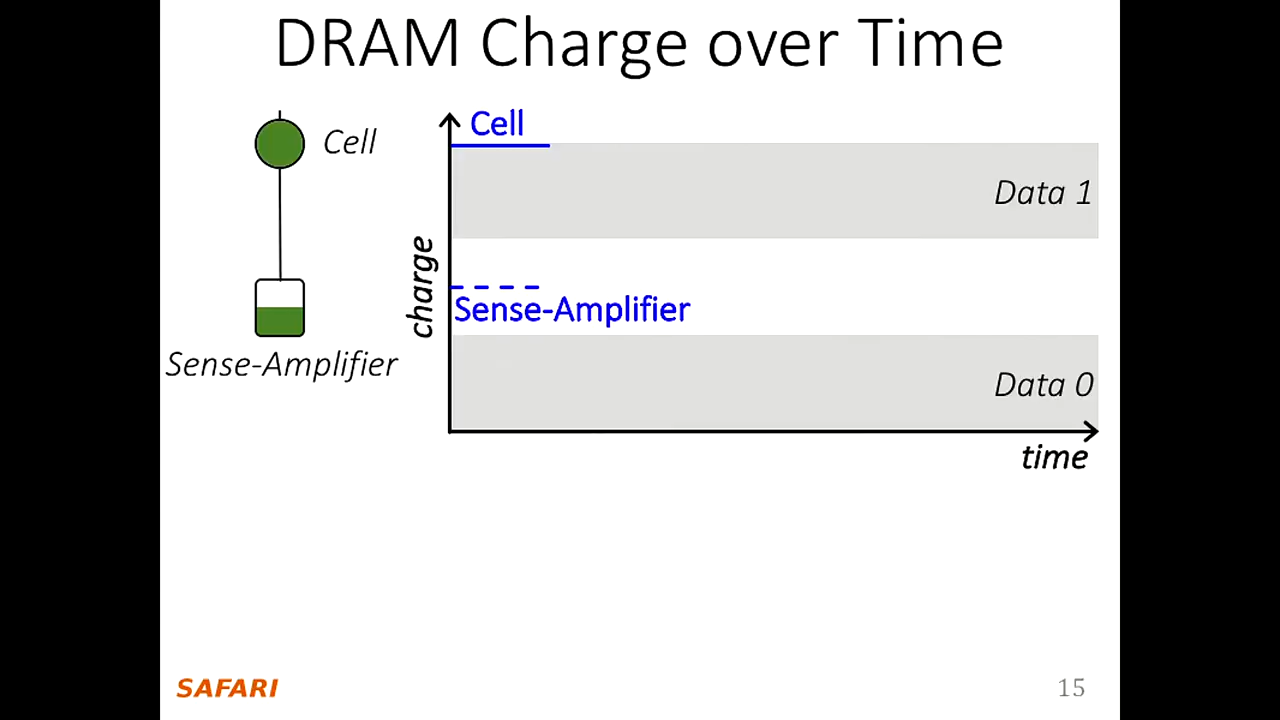 DRAM Charge over Time
Cell
Sense-Amplifier
charge
Cell
Data 1
Sense-Amplifier
Data 0
time
SAFARI
15